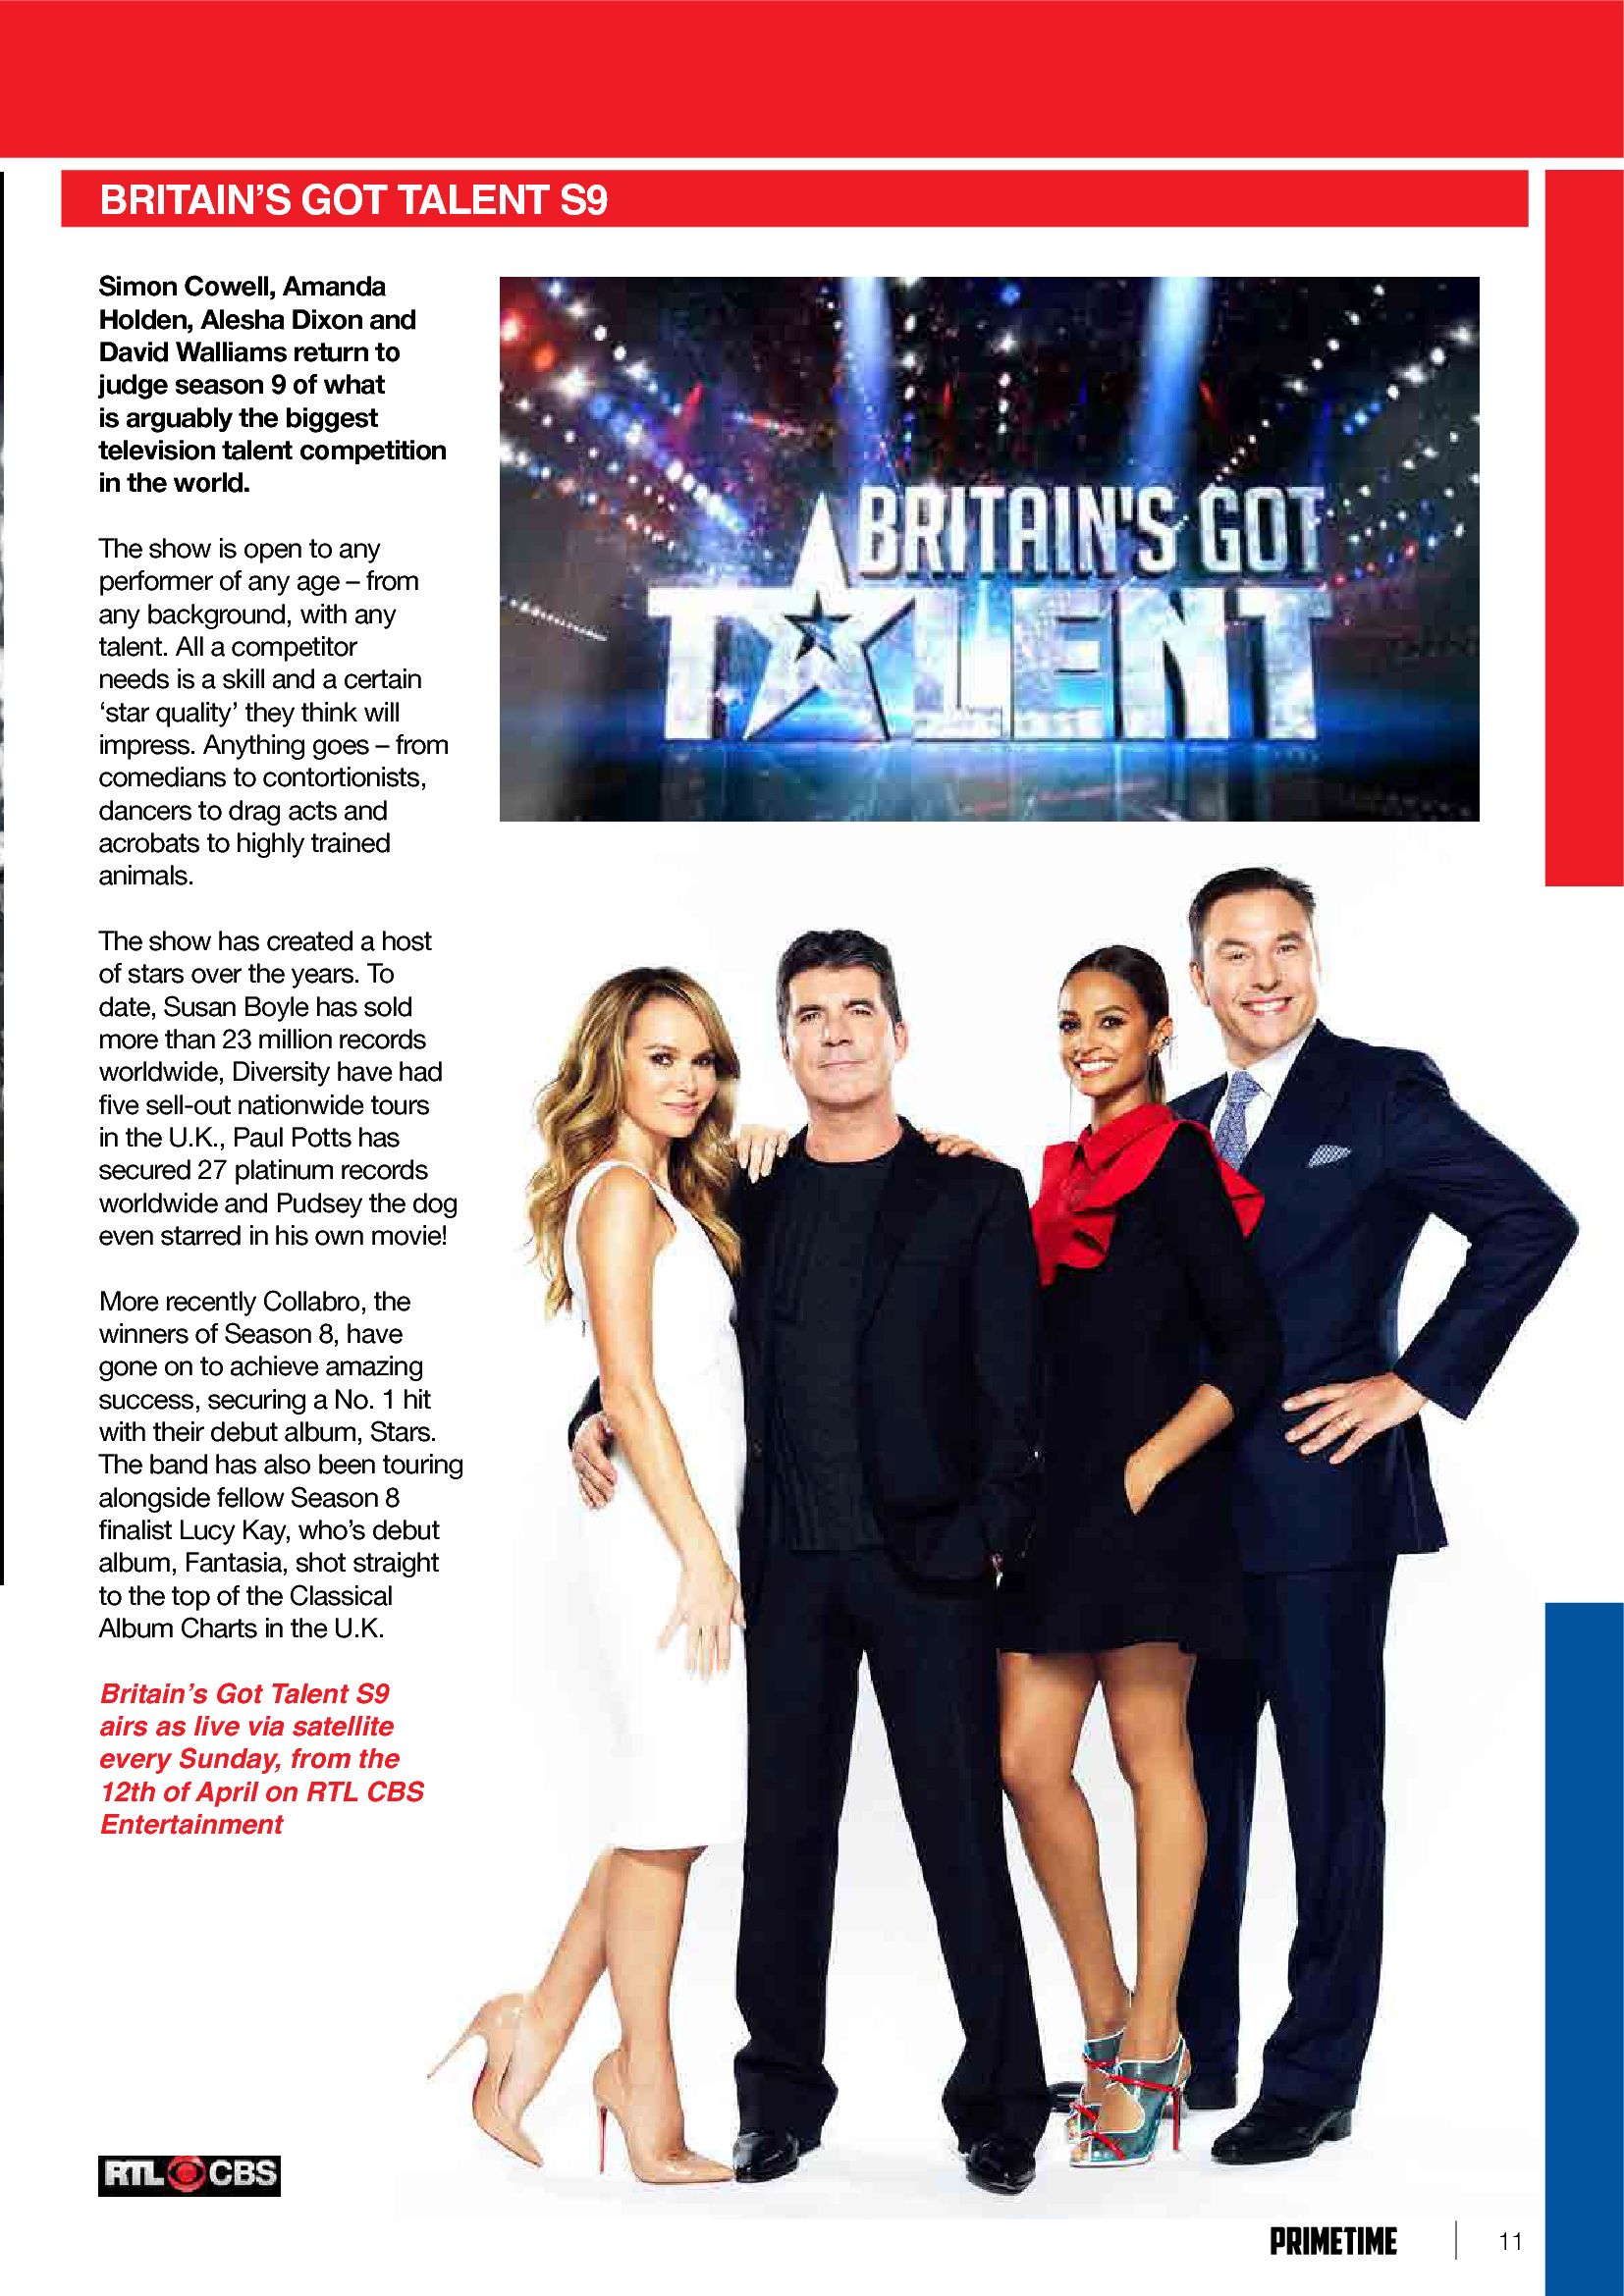 BRITAIN’S GOT TALENT S9
Simon Cowell, Amanda
Holden, Alesha Dixon and
David Walliams return to
judge season 9 of what
is arguably the biggest
television talent competition
in the world.
The show is open to any
performer of any age – from
any background, with any
talent. All a competitor
needs is a skill and a certain
‘star quality’ they think will
impress. Anything goes – from
comedians to contortionists,
dancers to drag acts and
acrobats to highly trained
animals.
The show has created a host
of stars over the years. To
date, Susan Boyle has sold
more than 23 million records
worldwide, Diversity have had
five sell-out nationwide tours
in the U.K., Paul Potts has
secured 27 platinum records
worldwide and Pudsey the dog
even starred in his own movie!
More recently Collabro, the
winners of Season 8, have
gone on to achieve amazing
success, securing a No. 1 hit
with their debut album, Stars.
The band has also been touring
alongside fellow Season 8
finalist Lucy Kay, who’s debut
album, Fantasia, shot straight
to the top of the Classical
Album Charts in the U.K.
Britain’s Got Talent S9
airs as live via satellite
every Sunday, from the
12th of April on RTL CBS
Entertainment
BRITAIN'S GOT
TALENT
RTL CBS
PRIMETIME
11